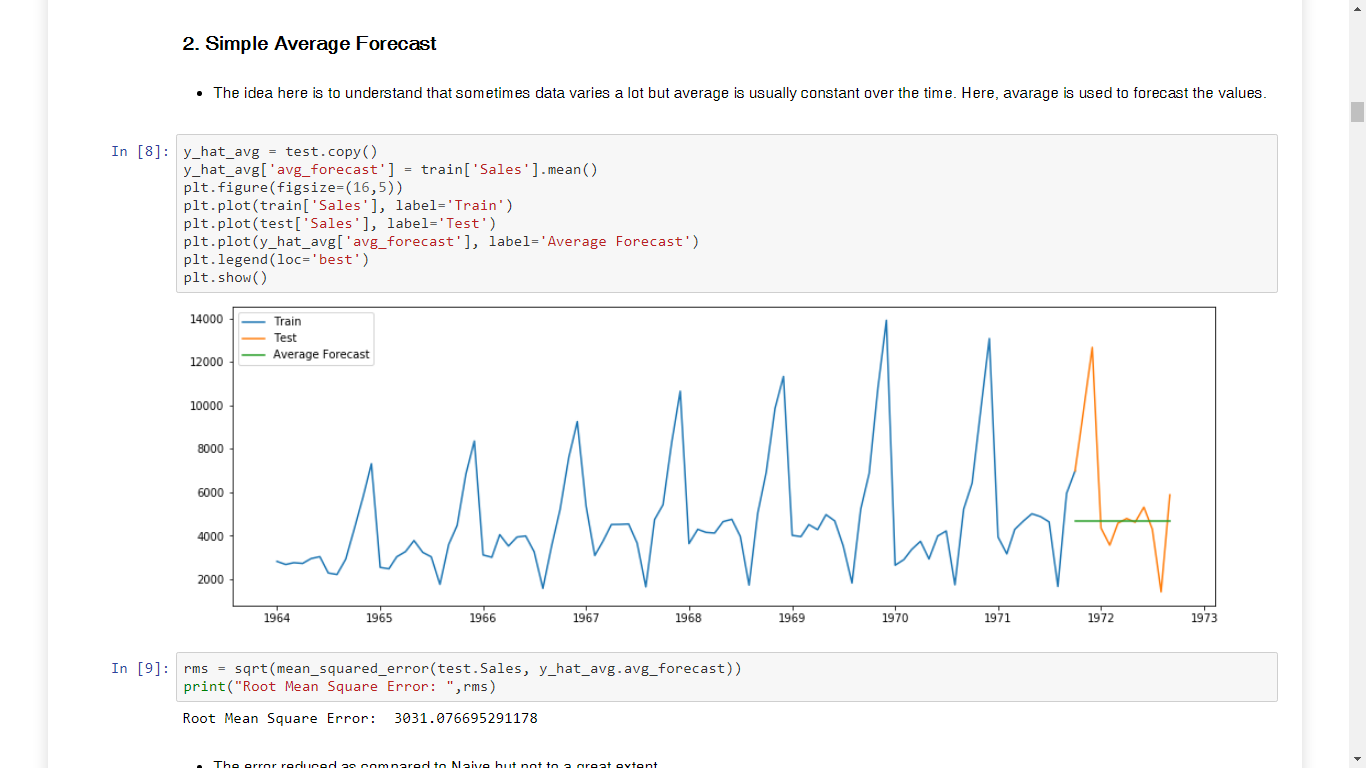 2. Simple Average Forecast
• The idea here is to understand that sometimes data varies a lot but average is usually constant over the time. Here, avarage is used to forecast the values.
In [8]:
y_hat_avg = test.copy()
y_hat_avg['avg_forecast'] = train['Sales'].mean()
plt.figure(figsize=(16,5))
plt.plot(train['Sales'], label='Train')
plt.plot(test['Sales'], label='Test')
plt.plot(y_hat_avg['avg_forecast'], label='Average Forecast')
plt.legend(loc='best')
plt.show()
Train
Test
Average Forecast
14000
12000
10000
8000
6000
4000
2000
1964 1965 1966 1967 1968 1969 1970 1971 1972 1973
In [9]:
rms = sqrt(mean_squared_error(test.Sales, y_hat_avg.avg_forecast))
print("Root Mean Square Error: ",rms)
Root Mean Square Error:  3031.076695291178
• The error reduced as compared to Naive but not to a great extent